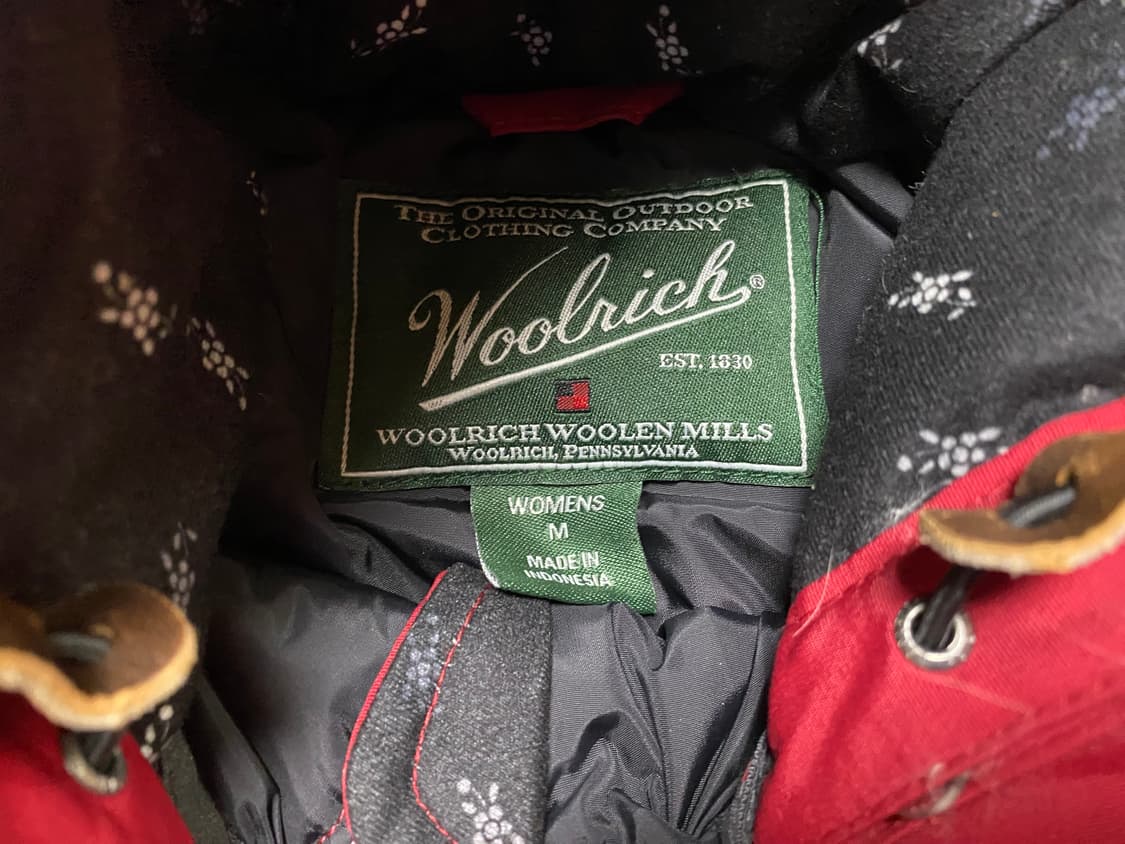 THE ORIGINAL OUTDOOR
CLOTHING COMPANY
Woolrich®
EST. 1830
WOOLRICH WOOLEN MILLS
WOOLRICH, PENNSYLVANIA
WOMENS
M
MADE IN
INDONESIA